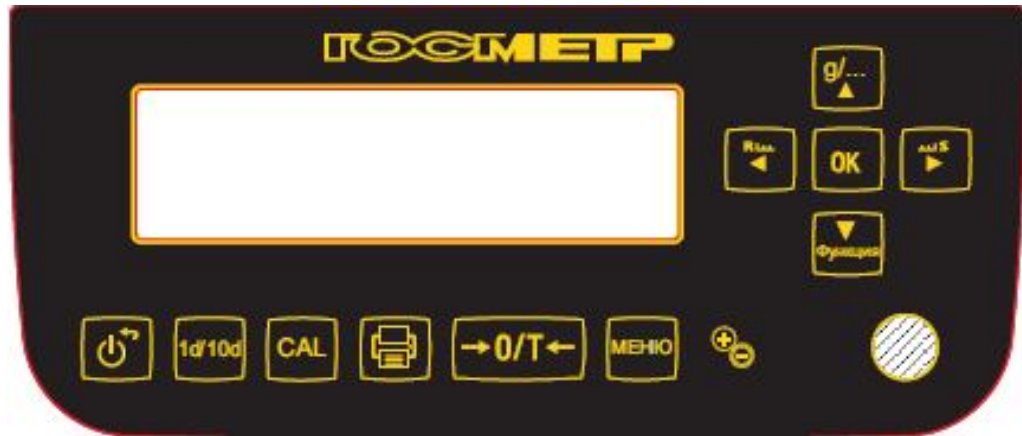 ГОСМЕТР
g/...
R
S
OK
Функция
1d/10d
CAL
→0/T←
МЕНЮ